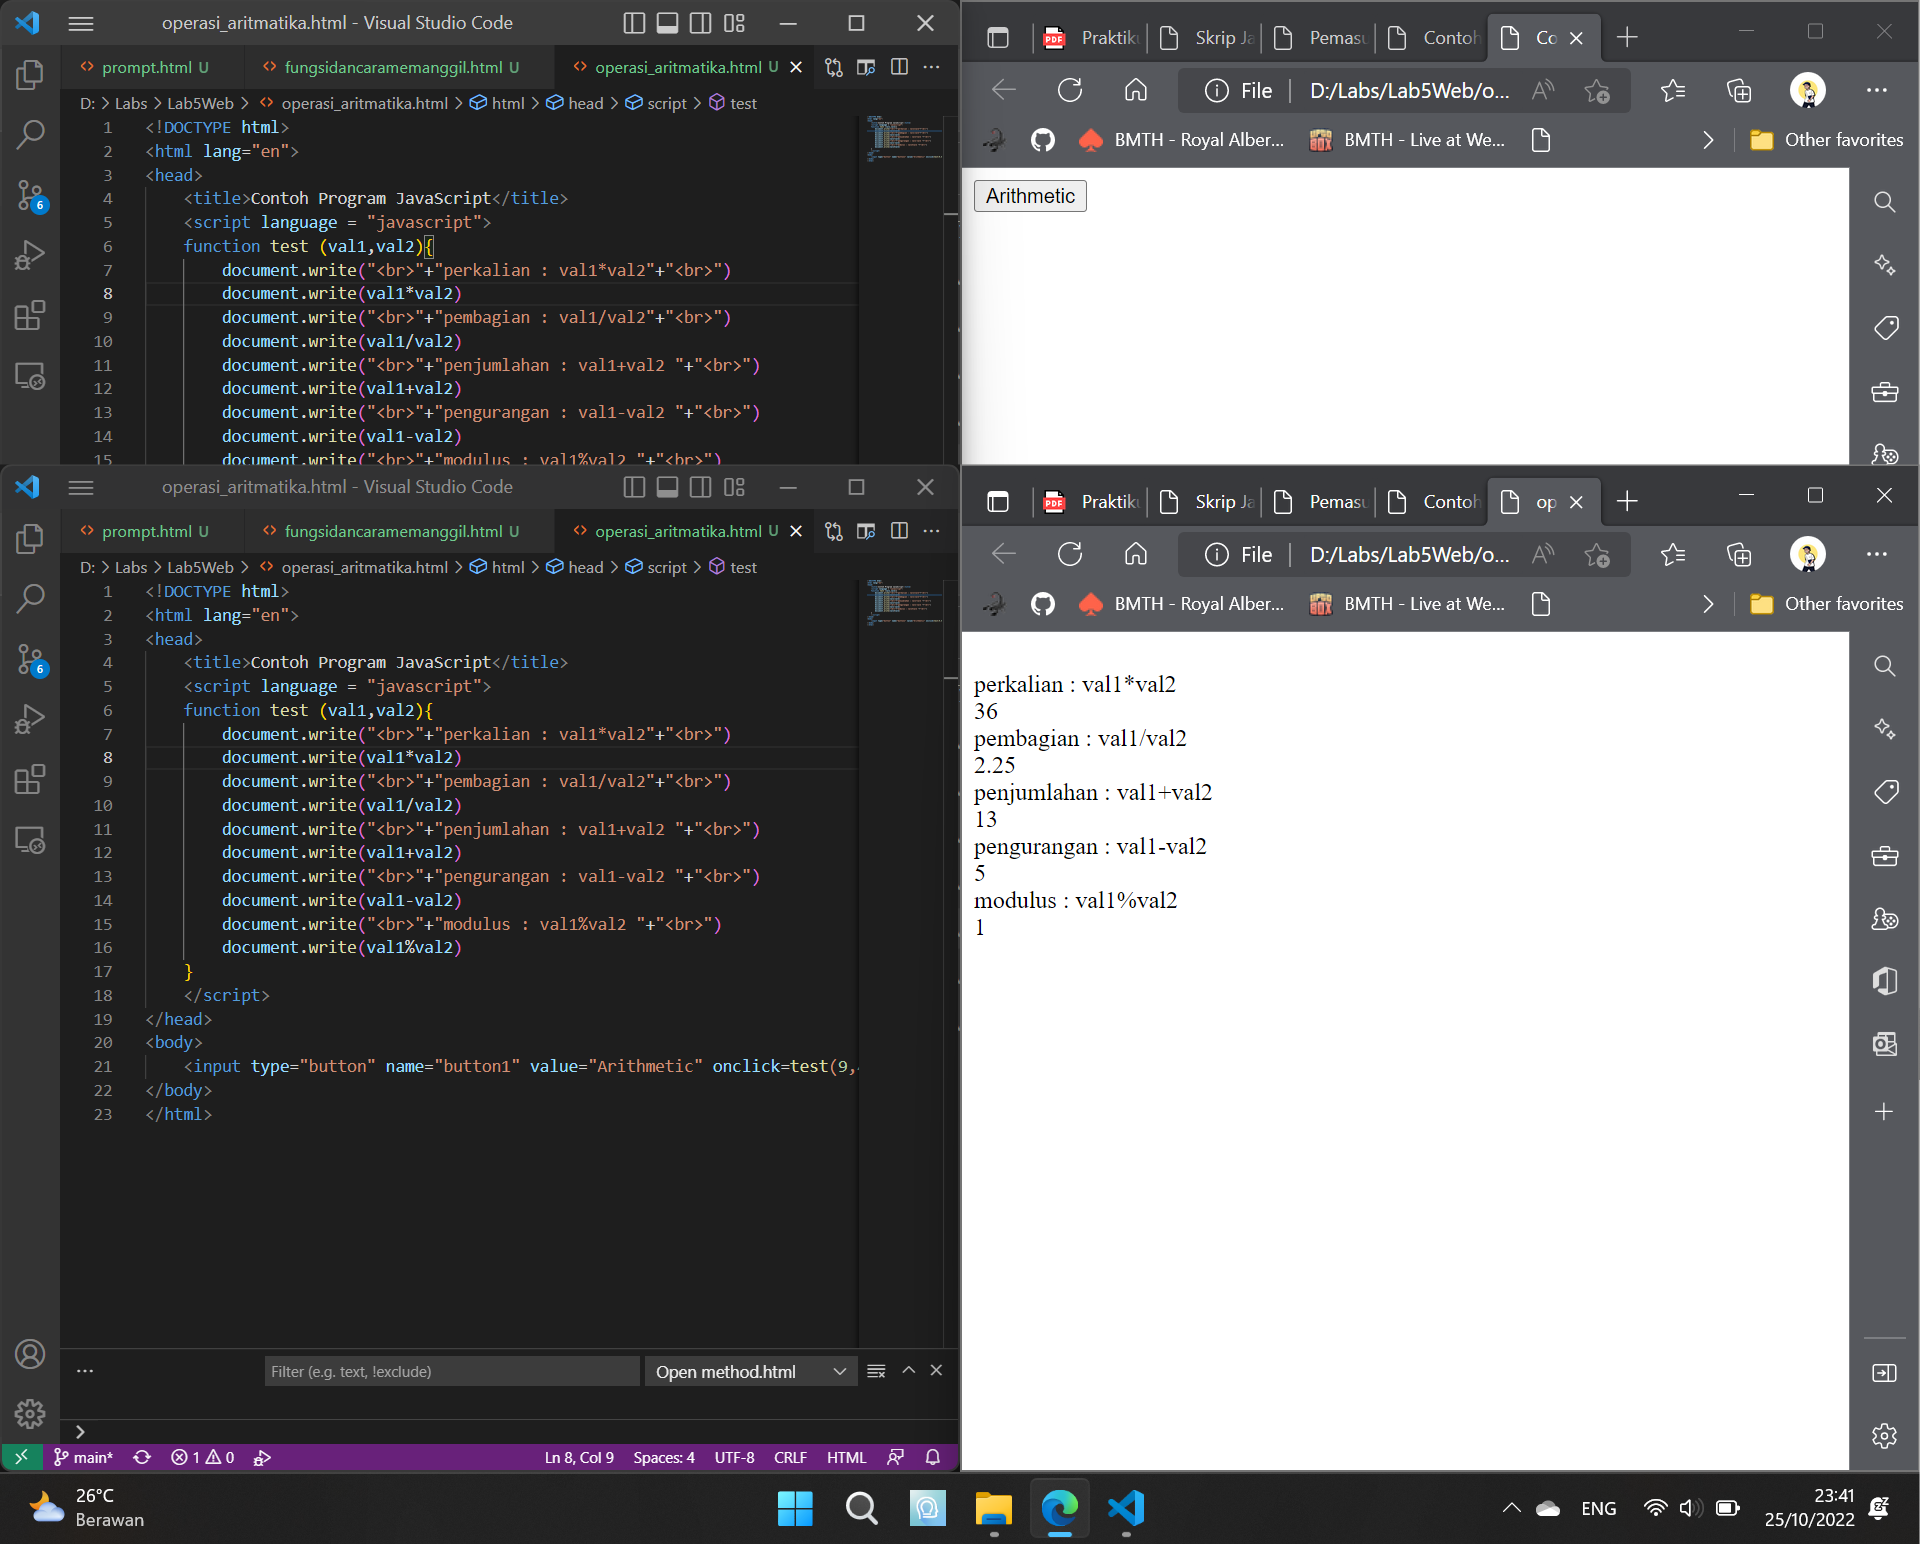 operasi_aritmatika.html - Visual Studio Code
prompt.html U
fungsidancaramemanggil.html U
operasi_aritmatika.html U
D: > Labs > Lab5Web > operasi_aritmatika.html > html > head > script > test
1 <!DOCTYPE html>
2 <html lang="en">
3 <head>
4 <title>Contoh Program JavaScript</title>
5 <script language = "javascript">
6 function test (val1,val2){
7 document.write("<br>"+"perkalian : val1*val2"+"<br>")
8 document.write(val1*val2)
9 document.write("<br>"+"pembagian : val1/val2"+"<br>")
10 document.write(val1/val2)
11 document.write("<br>"+"penjumlahan : val1+val2 "+"<br>")
12 document.write(val1+val2)
13 document.write("<br>"+"pengurangan : val1-val2 "+"<br>")
14 document.write(val1-val2)
15 document.write("<br>"+"modulus : val1%val2 "+"<br>")
6
PDF Praktiku
Skrip Ja
Pemasu
Contoh
Co
File | D:/Labs/Lab5Web/o...
BMTH - Royal Alber...
BMTH - Live at We...
Other favorites
Arithmetic
operasi_aritmatika.html - Visual Studio Code
prompt.html U
fungsidancaramemanggil.html U
operasi_aritmatika.html U
D: > Labs > Lab5Web > operasi_aritmatika.html > html > head > script > test
1 <!DOCTYPE html>
2 <html lang="en">
3 <head>
4 <title>Contoh Program JavaScript</title>
5 <script language = "javascript">
6 function test (val1,val2){
7 document.write("<br>"+"perkalian : val1*val2"+"<br>")
8 document.write(val1*val2)
9 document.write("<br>"+"pembagian : val1/val2"+"<br>")
10 document.write(val1/val2)
11 document.write("<br>"+"penjumlahan : val1+val2 "+"<br>")
12 document.write(val1+val2)
13 document.write("<br>"+"pengurangan : val1-val2 "+"<br>")
14 document.write(val1-val2)
15 document.write("<br>"+"modulus : val1%val2 "+"<br>")
16 document.write(val1%val2)
17 }
18 </script>
19 </head>
20 <body>
21 <input type="button" name="button1" value="Arithmetic" onclick=test(9,
22 </body>
23 </html>
6
Filter (e.g. text, !exclude)
Open method.html
main*
1
0
Ln 8, Col 9
Spaces: 4
UTF-8
CRLF
HTML
PDF Praktiku
Skrip Ja
Pemasu
Contoh
op
File | D:/Labs/Lab5Web/o...
BMTH - Royal Alber...
BMTH - Live at We...
Other favorites
perkalian : val1*val2
36
pembagian : val1/val2
2.25
penjumlahan : val1+val2
13
pengurangan : val1-val2
5
modulus : val1%val2
1
26°C
Berawan
ENG
23:41
25/10/2022